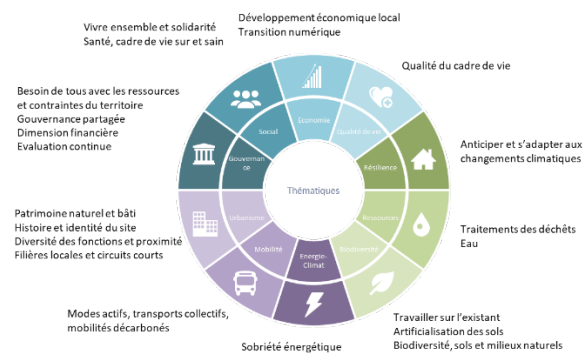 Développement économique local
Transition numérique
Vivre ensemble et solidarité
Santé, cadre de vie sur et sain
Qualité du cadre de vie
Besoin de tous avec les ressources
et contraintes du territoire
Gouvernance partagée
Dimension financière
Evaluation continue
Anticiper et s'adapter aux
changements climatiques
Patrimoine naturel et bâti
Histoire et identité du site
Diversité des fonctions et proximité
Filières locales et circuits courts
Traitements des déchêts
Eau
Modes actifs, transports collectifs,
mobilités décarbonés
Travailler sur l'existant
Artificialisation des sols
Biodiversité, sols et milieux naturels
Sobriété énergétique
Thématiques
Economie
Qualité de vie
Résilience
Ressources
Biodiversité
Energie-
Climat
Mobilité
Urbanisme
Gouvernan
ce
Social